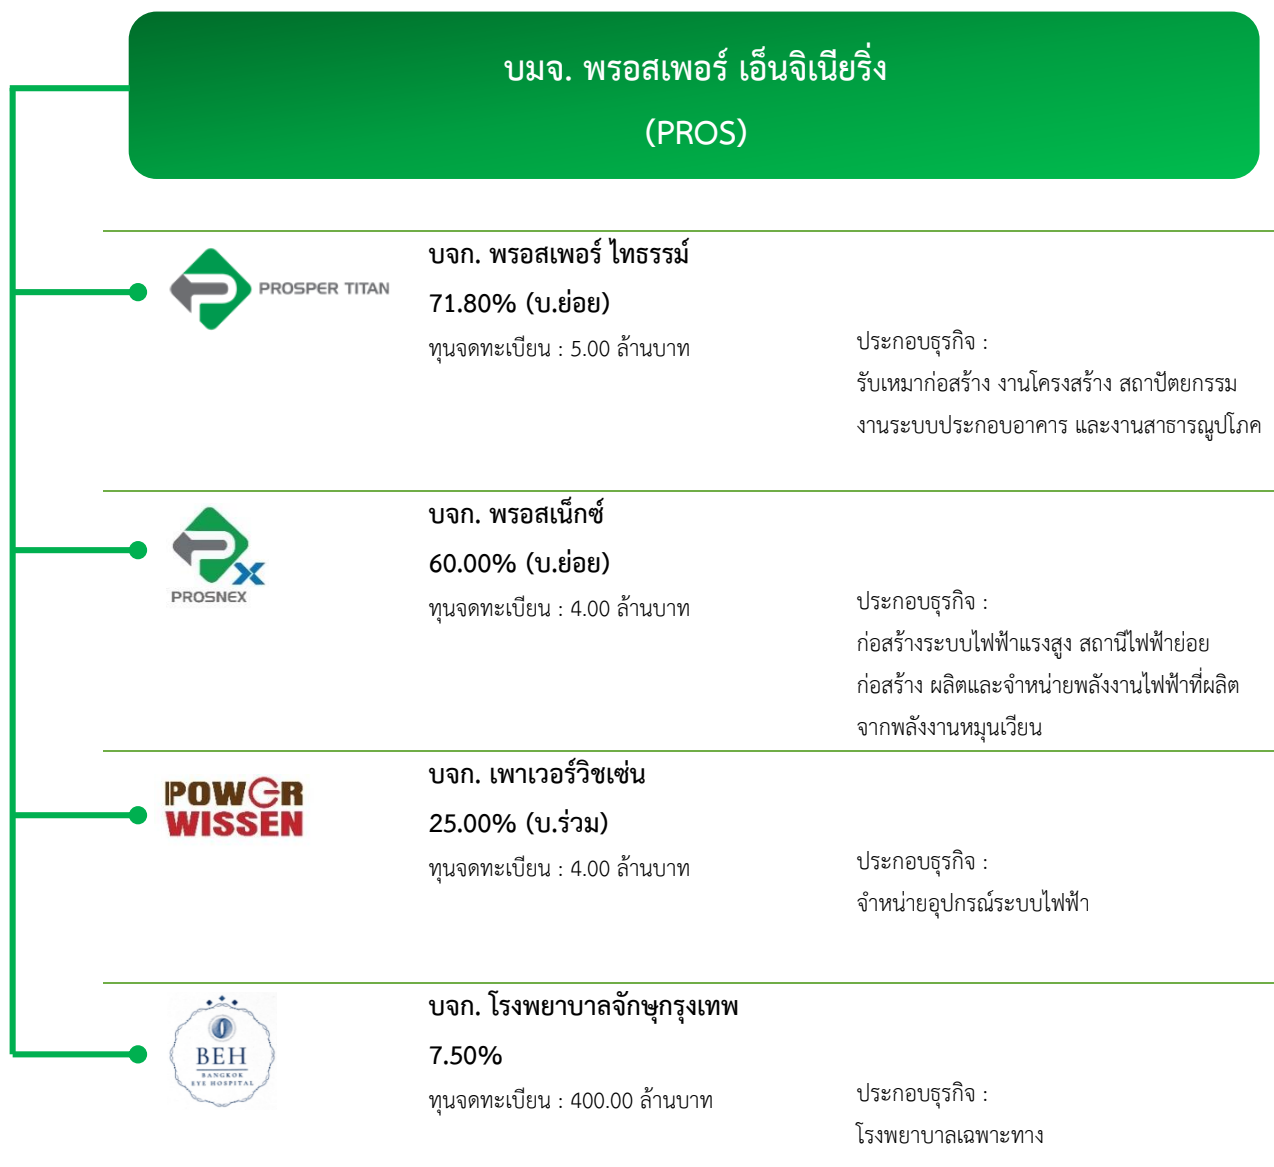 บมจ. พรอสเพอร์ เอ็นจิเนียริ่ง
(PROS)
PROSPER TITAN
บจก. พรอสเพอร์ ไทธรรม์
71.80% (บ.ย่อย)
ทุนจดทะเบียน : 5.00 ล้านบาท
ประกอบธุรกิจ :
รับเหมาก่อสร้าง งานโครงสร้าง สถาปัตยกรรม
งานระบบประกอบอาคาร และงานสาธารณูปโภค
PROSNEX
บจก. พรอสเน็กซ์
60.00% (บ.ย่อย)
ทุนจดทะเบียน : 4.00 ล้านบาท
ประกอบธุรกิจ :
ก่อสร้างระบบไฟฟ้าแรงสูง สถานีไฟฟ้าย่อย
ก่อสร้าง ผลิตและจำหน่ายพลังงานไฟฟ้าที่ผลิต
จากพลังงานหมุนเวียน
POWER
WISSEN
บจก. เพาเวอร์วิชเซ่น
25.00% (บ.ร่วม)
ทุนจดทะเบียน : 4.00 ล้านบาท
ประกอบธุรกิจ :
จำหน่ายอุปกรณ์ระบบไฟฟ้า
BEH
BANGKOK
EYE HOSPITAL
บจก. โรงพยาบาลจักษุกรุงเทพ
7.50%
ทุนจดทะเบียน : 400.00 ล้านบาท
ประกอบธุรกิจ :
โรงพยาบาลเฉพาะทาง